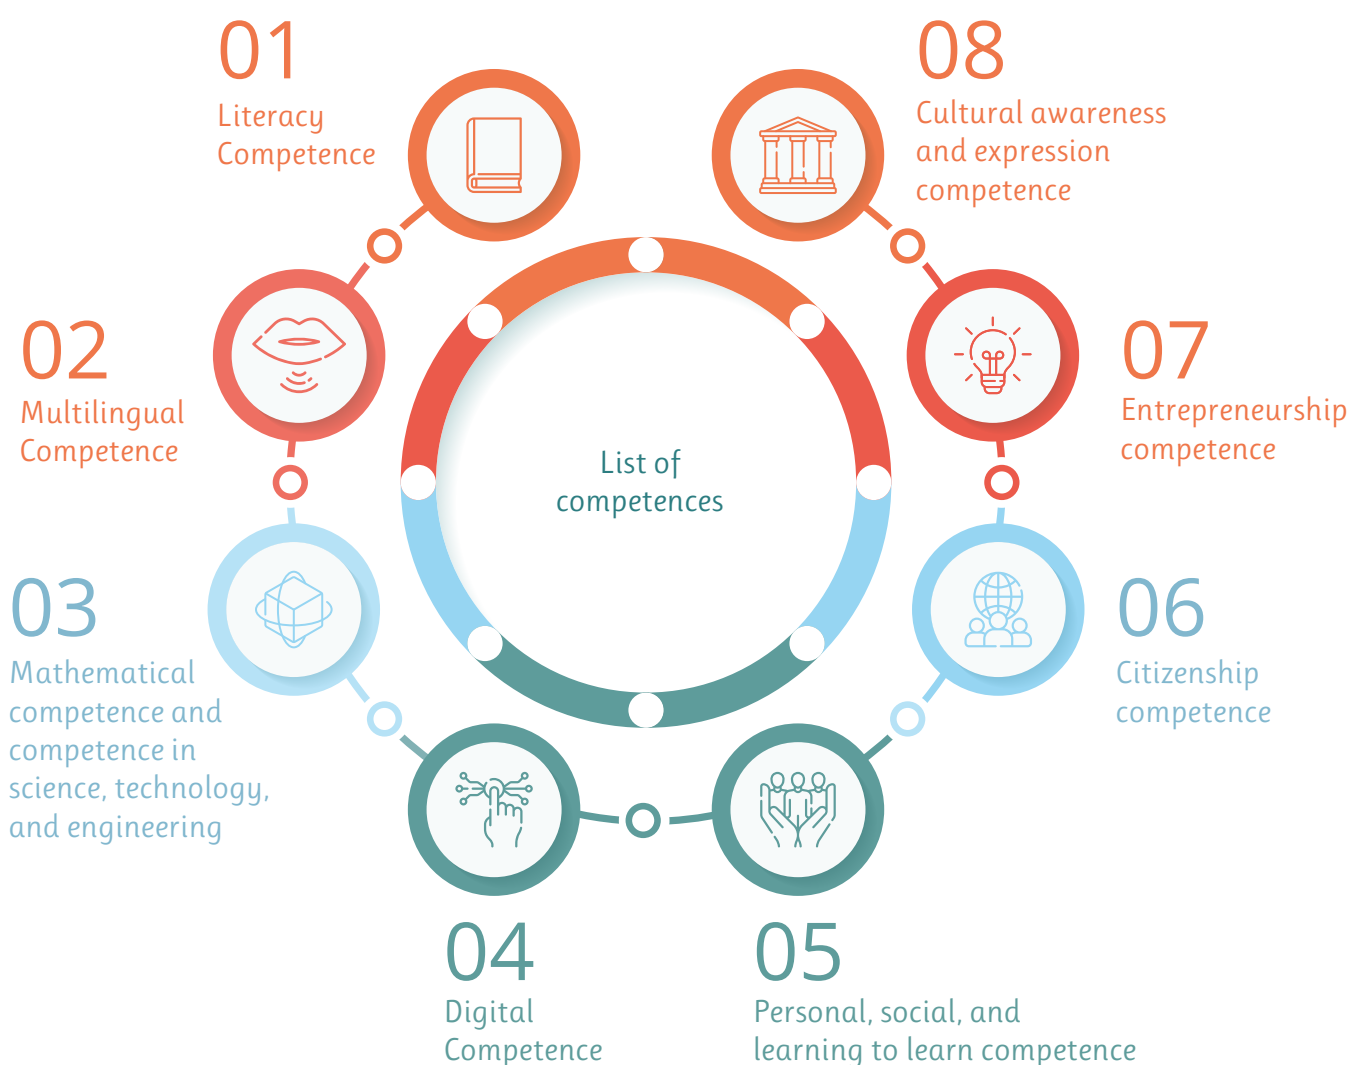 01
Literacy
Competence
02
Multilingual
Competence
03
Mathematical
competence and
competence in
science, technology,
and engineering
04
Digital
Competence
05
Personal, social, and
learning to learn competence
06
Citizenship
competence
07
Entrepreneurship
competence
08
Cultural awareness
and expression
competence
List of
competences